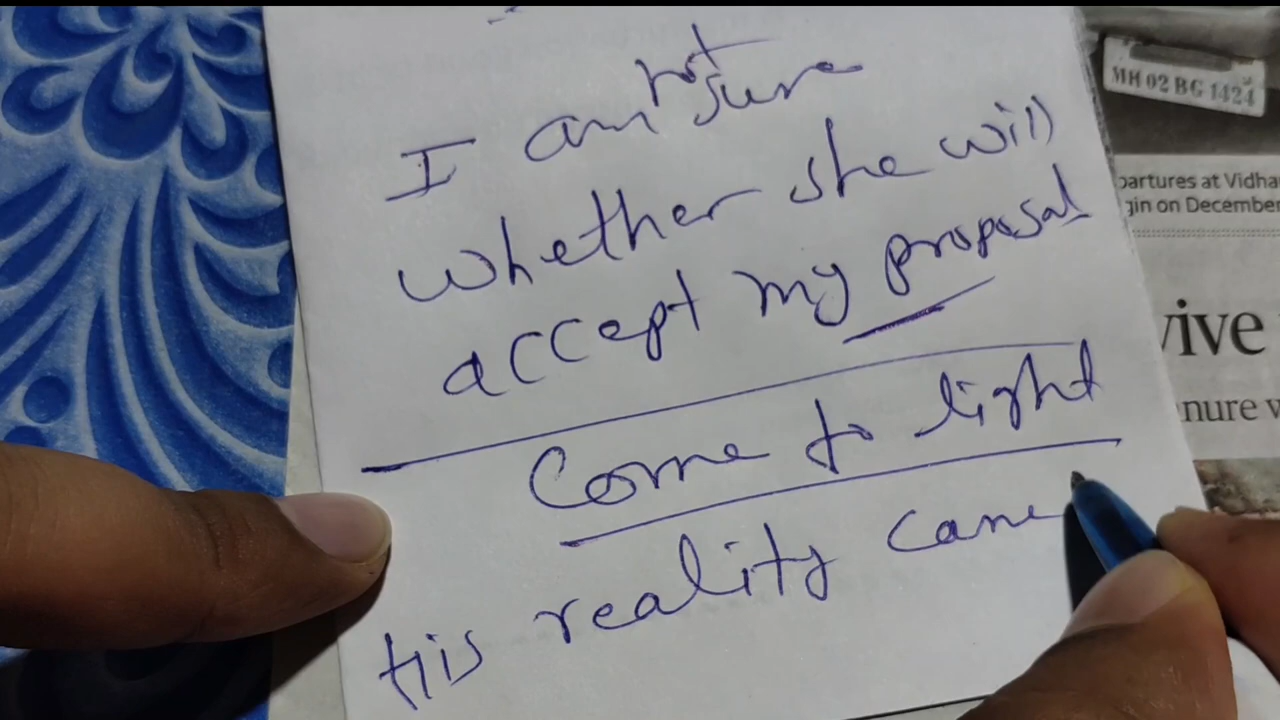 I am not sure
whether she will
accept my proposal
Come to light
His reality came
MH 02 BG 1424
partures at Vidha
gin on December
vive
nure w